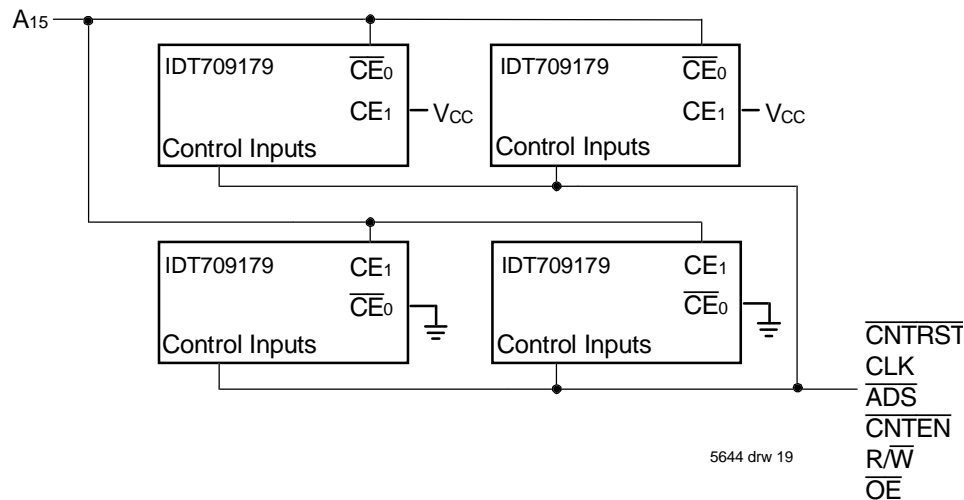 A15
IDT709179
CE0
CE1
VCC
Control Inputs
IDT709179
CE0
CE1
VCC
Control Inputs
IDT709179
CE1
CE0
Control Inputs
IDT709179
CE1
CE0
Control Inputs
CNTRST
CLK
ADS
CNTEN
R/W
OE
5644 drw 19